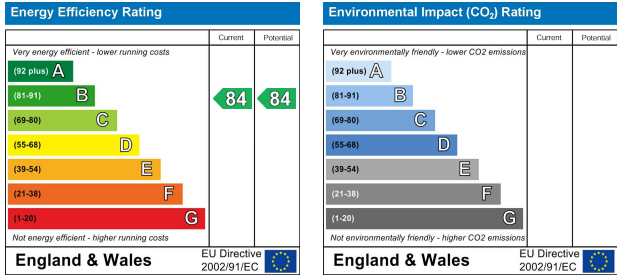 Energy Efficiency Rating
Current Potential
Very energy efficient - lower running costs
(92 plus) A
(81-91) B 84 84
(69-80) C
(55-68) D
(39-54) E
(21-38) F
(1-20) G
Not energy efficient - higher running costs
England & Wales
EU Directive
2002/91/EC
Environmental Impact (CO₂) Rating
Current Potential
Very environmentally friendly - lower CO2 emissions
(92 plus) A
(81-91) B
(69-80) C
(55-68) D
(39-54) E
(21-38) F
(1-20) G
Not environmentally friendly - higher CO2 emissions
England & Wales
EU Directive
2002/91/EC